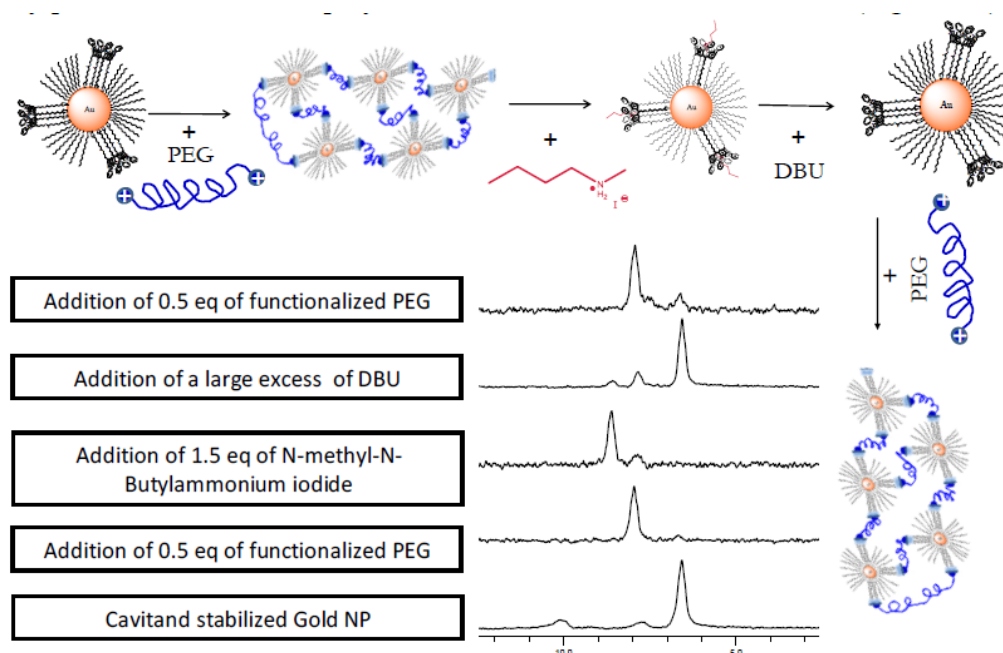 Au
+
PEG
+
N
H2
I
Au
+
DBU
Au
+
PEG
Addition of 0.5 eq of functionalized PEG
Addition of a large excess of DBU
Addition of 1.5 eq of N-methyl-N-
Butylammonium iodide
Addition of 0.5 eq of functionalized PEG
Cavitand stabilized Gold NP